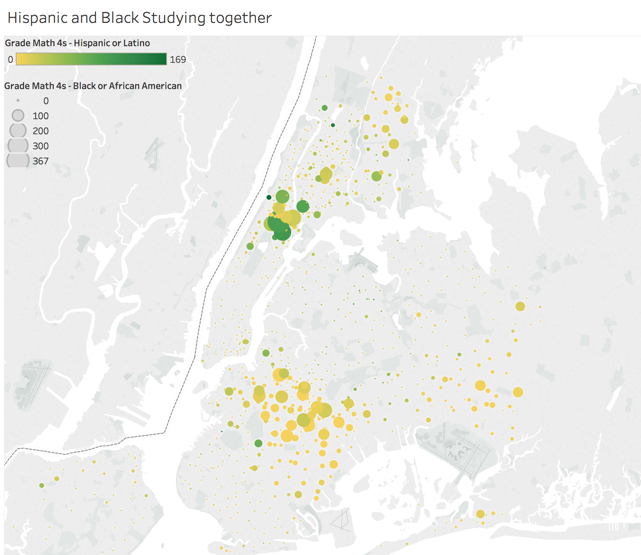 Hispanic and Black Studying together
Grade Math 4s - Hispanic or Latino
0 169
Grade Math 4s - Black or African American
0
100
200
300
367